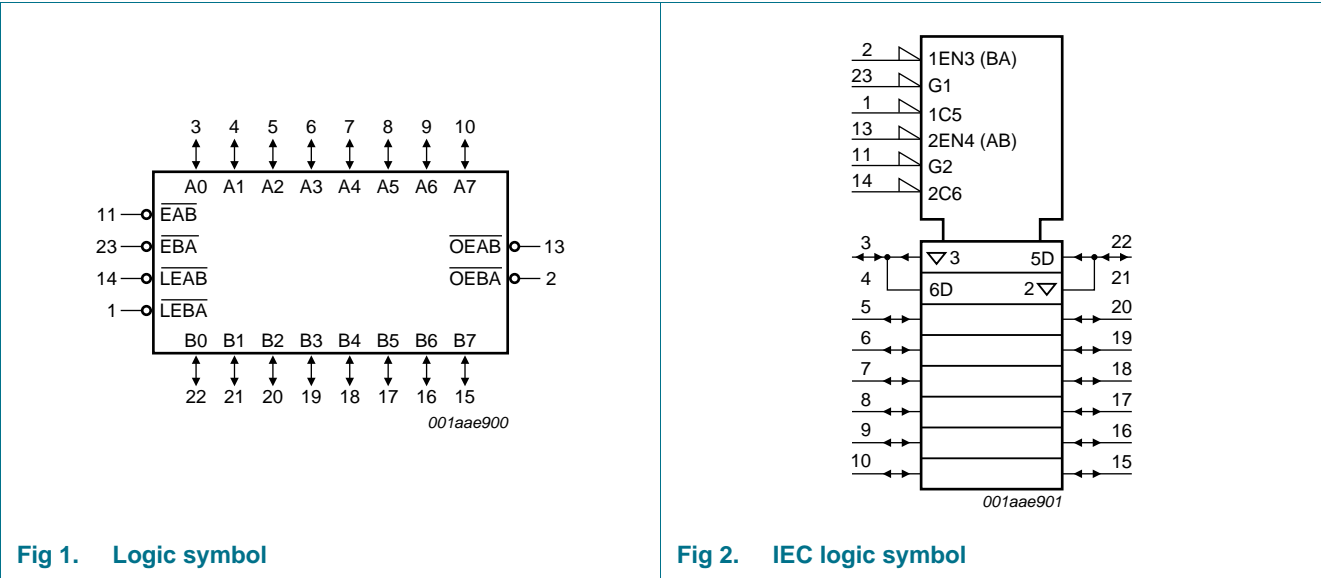 3 4 5 6 7 8 9 10
A0 A1 A2 A3 A4 A5 A6 A7
11 EAB
23 EBA OEAB 13
14 LEAB OEBA 2
1 LEBA
B0 B1 B2 B3 B4 B5 B6 B7
22 21 20 19 18 17 16 15
001aae900
Fig 1. Logic symbol
2 1EN3 (BA)
23 G1
1 1C5
13 2EN4 (AB)
11 G2
14 2C6
3 3 5D 22
4 6D 2 21
5 20
6 19
7 18
8 17
9 16
10 15
001aae901
Fig 2. IEC logic symbol